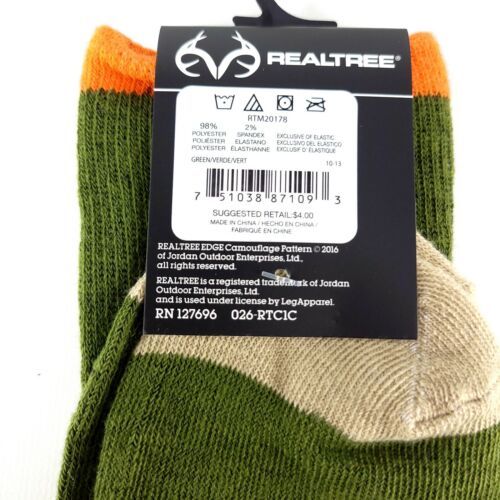 REALTREE®
RTM20178
98% 2%
POLYESTER SPANDEX EXCLUSIVE OF ELASTIC
POLIÉSTER ELASTANO EXCLUSIVO DEL ELASTICO
POLYESTER ÉLASTHANNE EXCLUSIF D' ÉLASTIQUE
GREEN/VERDE/VERT 10-13
7 51038 87109 3
SUGGESTED RETAIL:$4.00
MADE IN CHINA / HECHO EN CHINA /
FABRIQUÉ EN CHINE
REALTREE EDGE Camouflage Pattern © 2016
of Jordan Outdoor Enterprises, Ltd.,
all rights reserved.
REALTREE is a registered trademark of Jordan
Outdoor Enterprises, Ltd.
and is used under license by LegApparel.
RN 127696 026-RTC1C